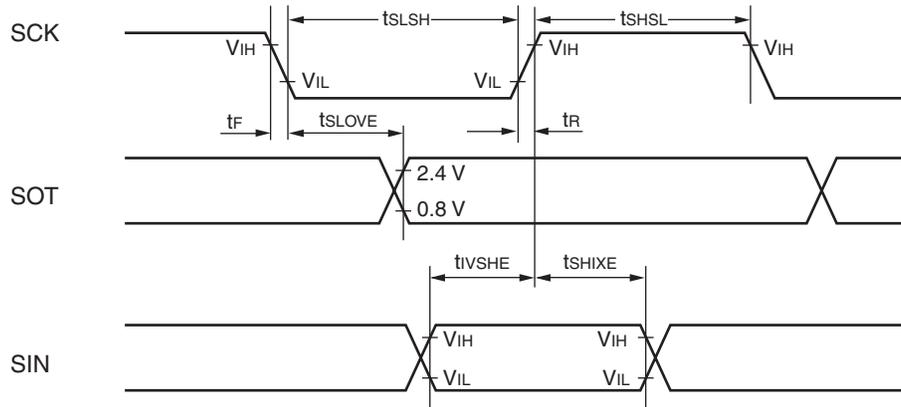 tSLSH tSHSL
SCK
VIH VIH VIH
VIL VIL
tF tSLOVE tR
2.4 V
SOT
0.8 V
tIVSHE tSHIXE
VIH VIH
SIN
VIL VIL